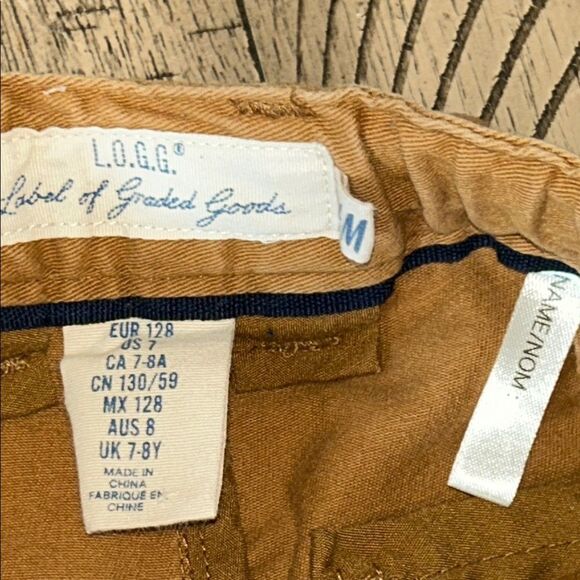 L.O.G.G.®
Label of Graded Goods
M
EUR 128
US 7
CA 7-8A
CN 130/59
MX 128
AUS 8
UK 7-8Y
MADE IN
CHINA
FABRIQUÉ EN
CHINE
NAME/NOM: